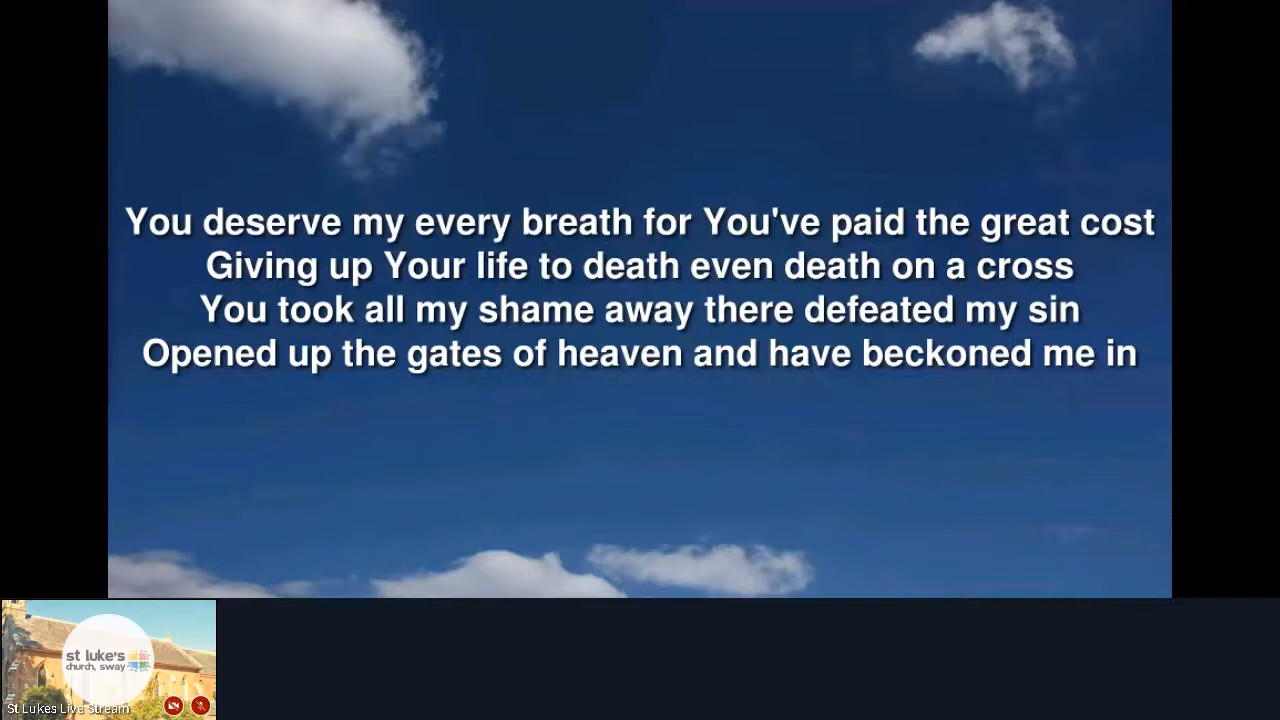 You deserve my every breath for You've paid the great cost
Giving up Your life to death even death on a cross
You took all my shame away there defeated my sin
Opened up the gates of heaven and have beckoned me in
st luke's
church, sway
St Lukes Live Stream